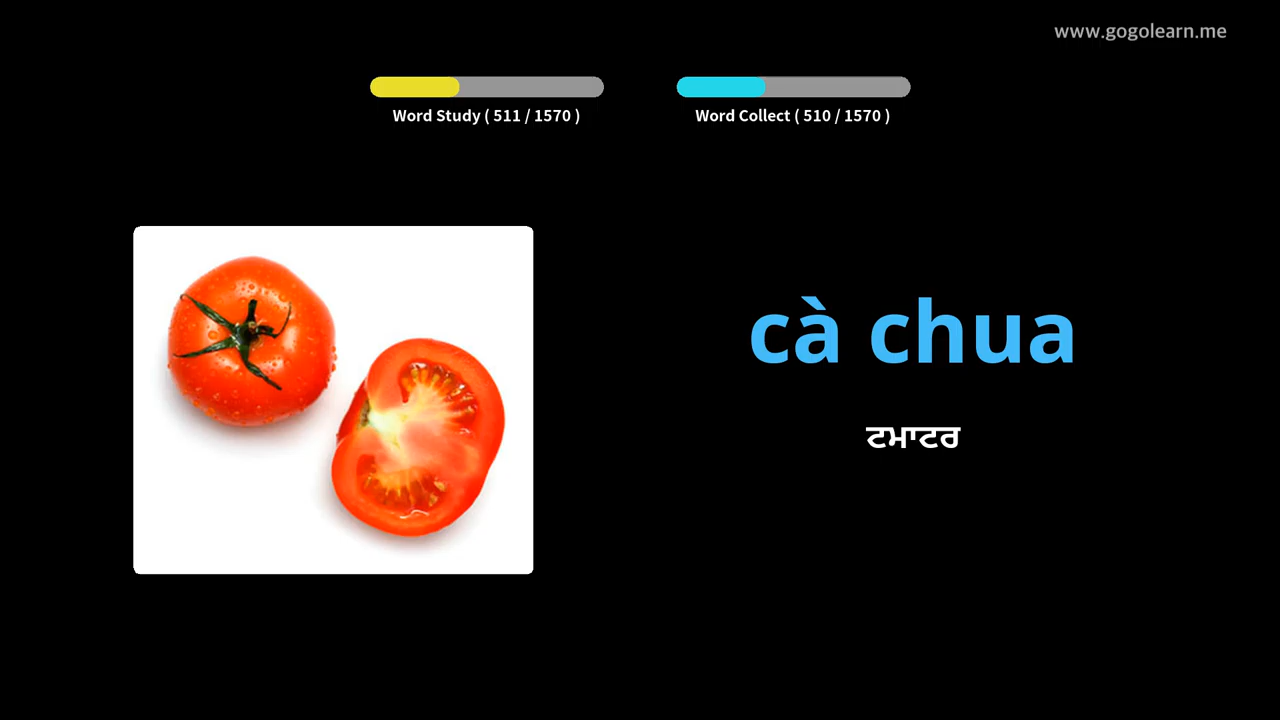 www.gogolearn.me
Word Study ( 511 / 1570 )
Word Collect ( 510 / 1570 )
cà chua
ਟਮਾਟਰ